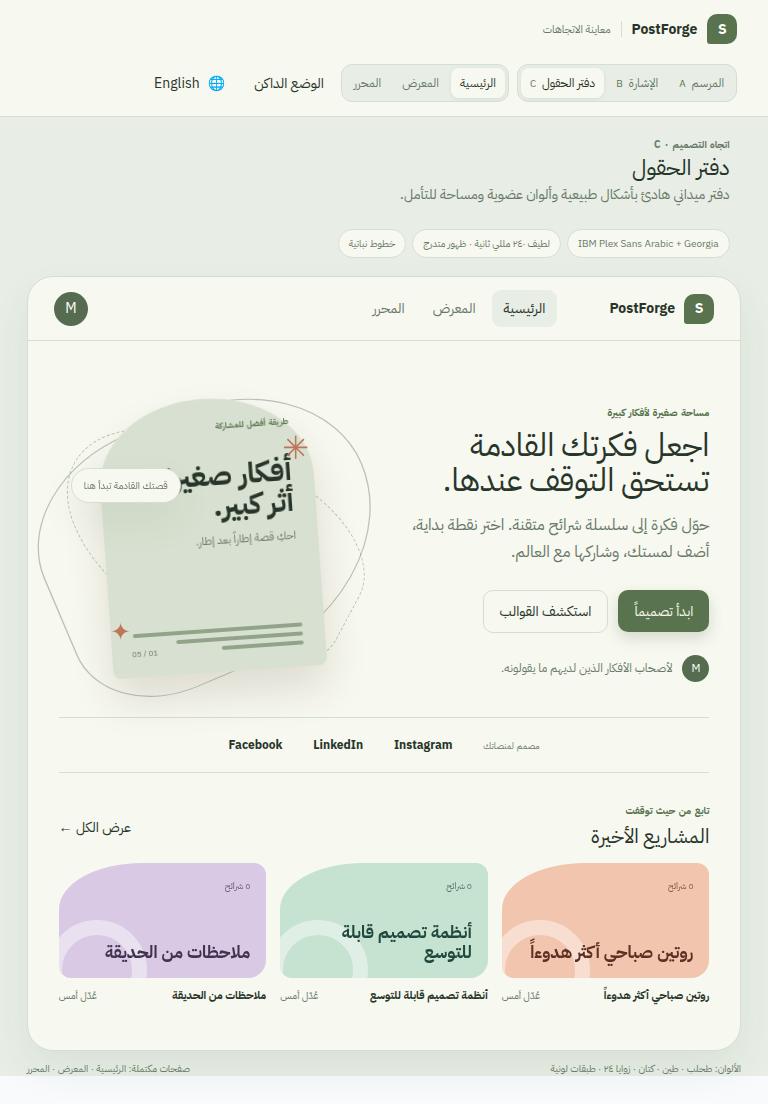 S PostForge معاينة الاتجاهات
المرسم A الإشارة B دفتر الحقول C الرئيسية المعرض المحرر الوضع الداكن 🌐 English
اتجاه التصميم · C
دفتر الحقول
دفتر ميداني هادئ بأشكال طبيعية وألوان عضوية ومساحة للتأمل.
IBM Plex Sans Arabic + Georgia لطيف ٢٤٠ مللي ثانية · ظهور متدرج خطوط نباتية
S PostForge الرئيسية المعرض المحرر M
مساحة صغيرة لأفكار كبيرة
اجعل فكرتك القادمة
تستحق التوقف عندها.
حوّل فكرة إلى سلسلة شرائح متقنة. اختر نقطة بداية،
أضف لمستك، وشاركها مع العالم.
ابدأ تصميماً استكشف القوالب
M لأصحاب الأفكار الذين لديهم ما يقولونه.
طريقة أفضل للمشاركة
أفكار صغير
أثر كبير.
احكِ قصة إطاراً بعد إطار.
قصتك القادمة تبدأ هنا
05 / 01
مصمم لمنصاتك Instagram LinkedIn Facebook
تابع من حيث توقفت
المشاريع الأخيرة
عرض الكل ←
٥ شرائح
روتين صباحي أكثر هدوءاً
روتين صباحي أكثر هدوءاً عُدّل أمس
٥ شرائح
أنظمة تصميم قابلة
للتوسع
أنظمة تصميم قابلة للتوسع عُدّل أمس
٥ شرائح
ملاحظات من الحديقة
ملاحظات من الحديقة عُدّل أمس
الألوان: طحلب · طين · كتان · زوايا ٢٤ · طبقات لونية
صفحات مكتملة: الرئيسية · المعرض · المحرر